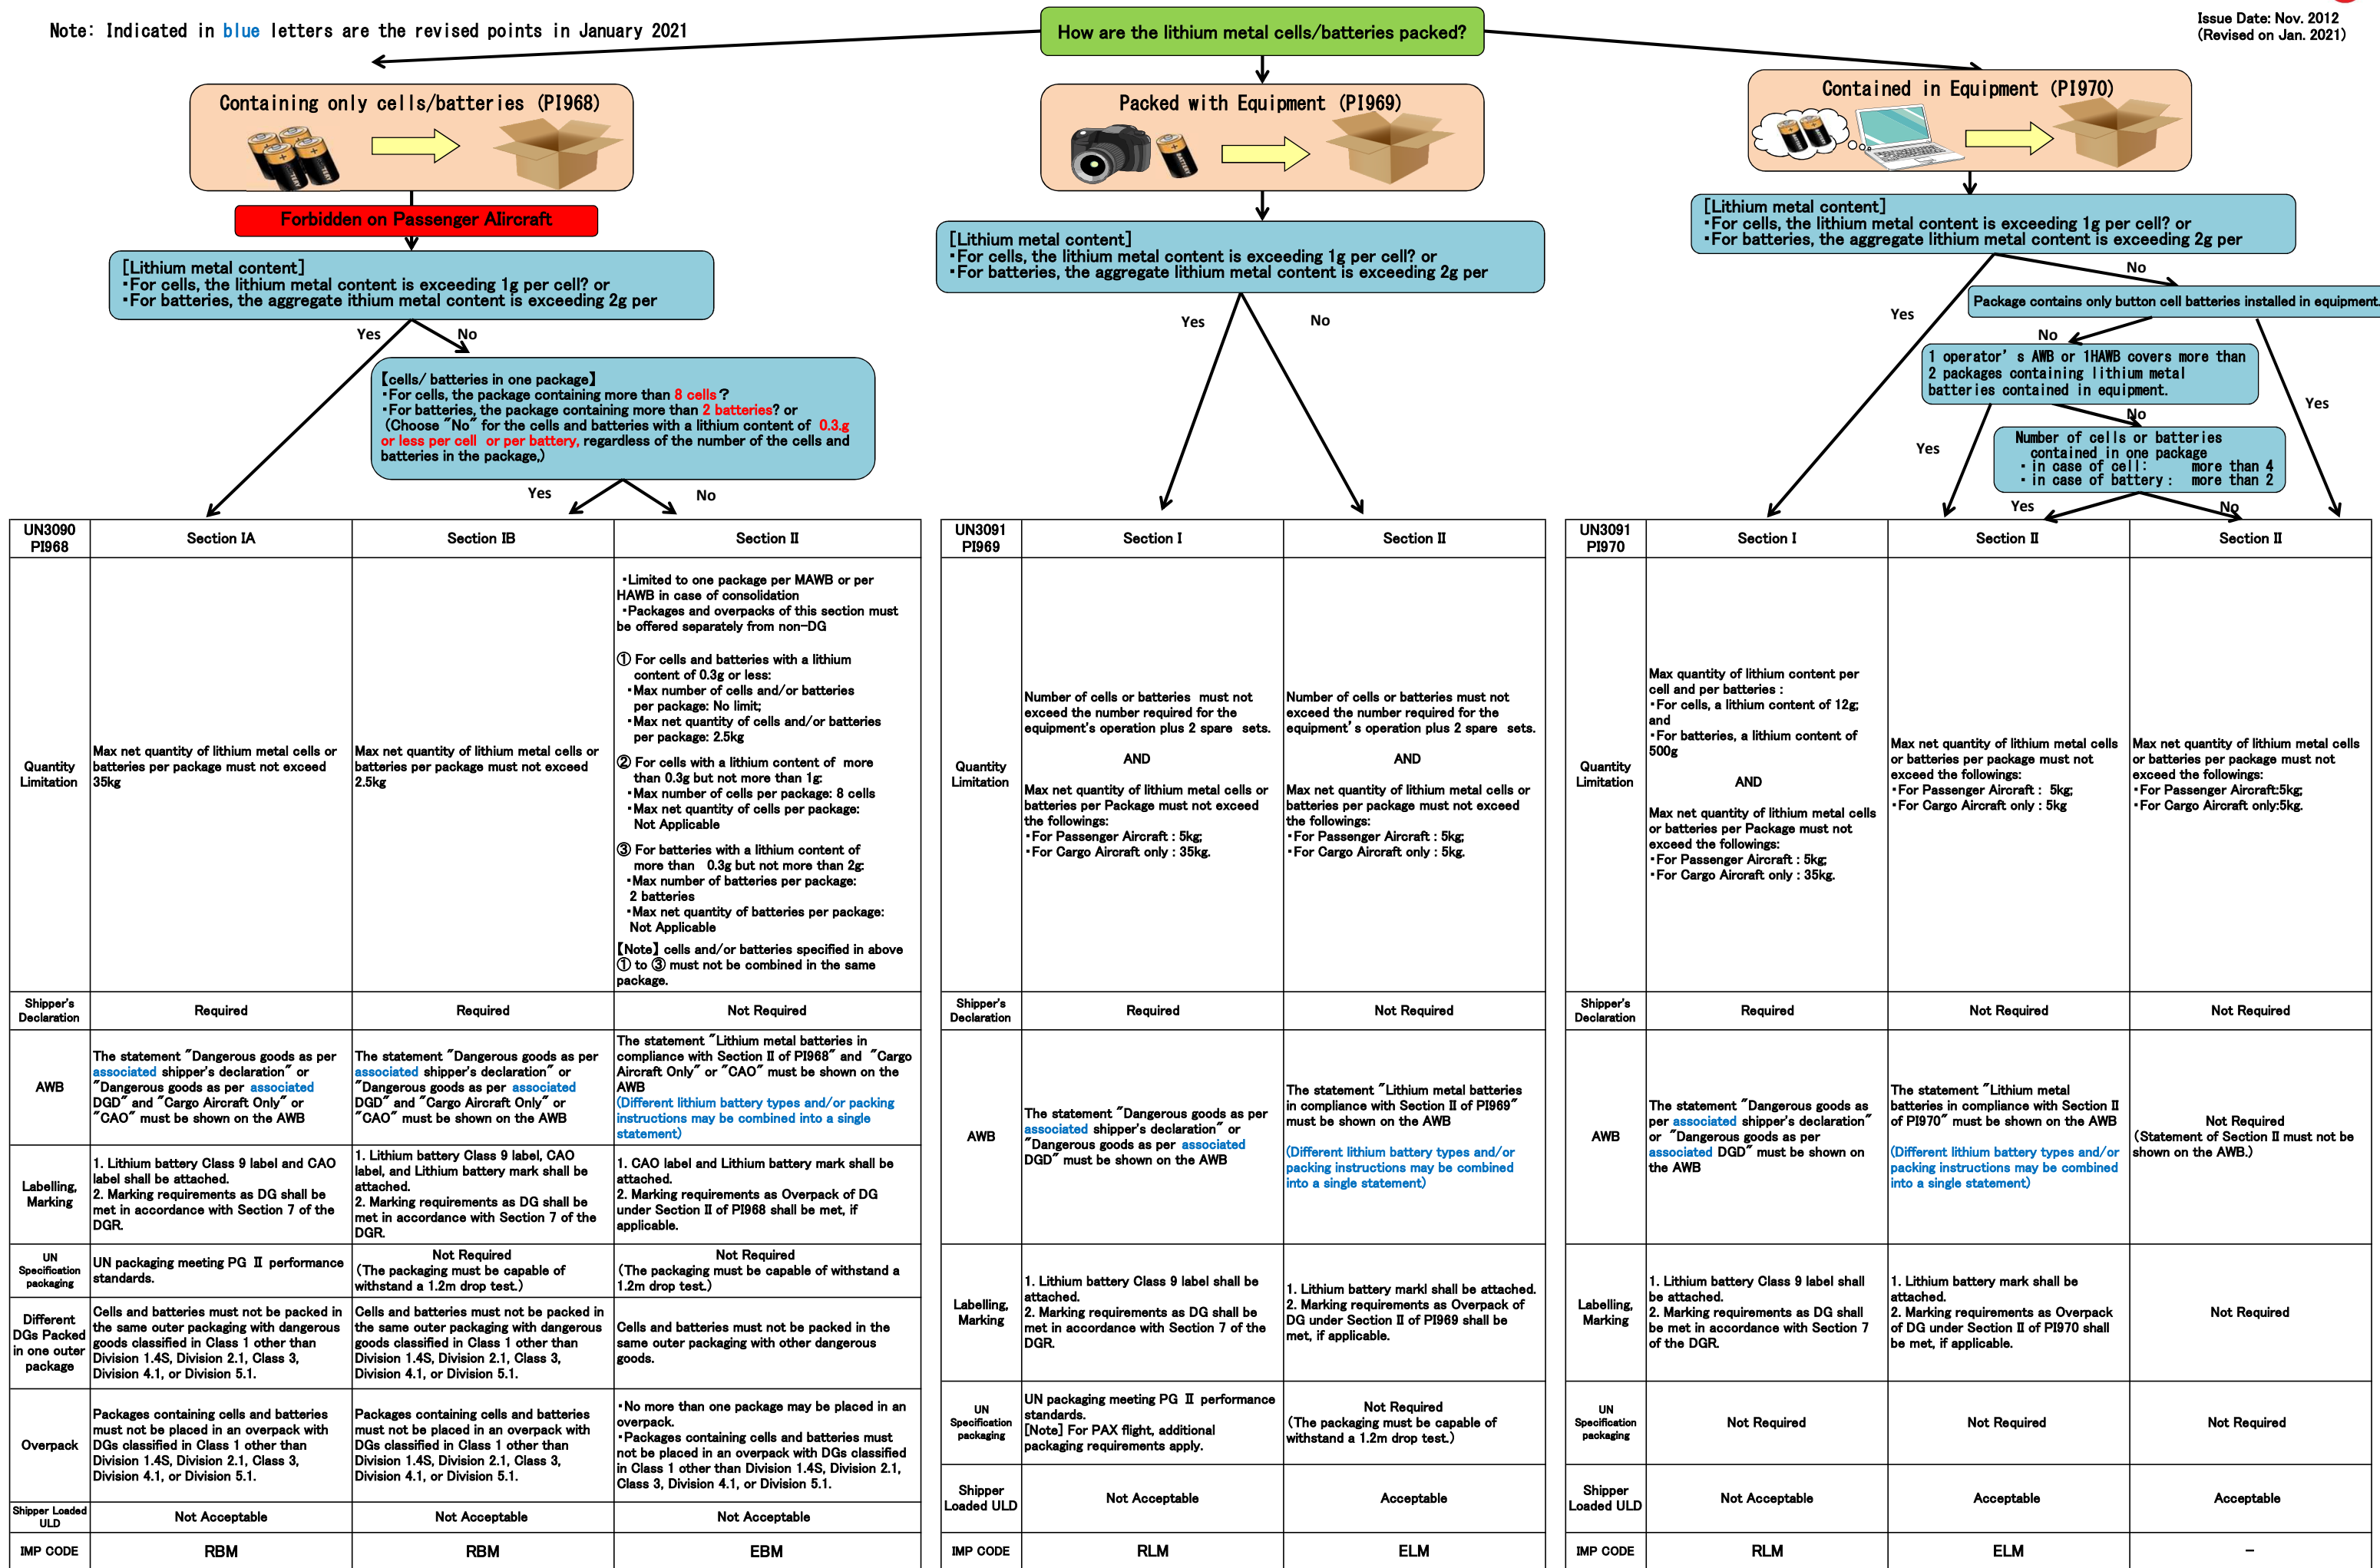 Note: Indicated in blue letters are the revised points in January 2021
How are the lithium metal cells/batteries packed?
Issue Date: Nov. 2012
(Revised on Jan. 2021)
Containing only cells/batteries (PI968)
Forbidden on Passenger AIircraft
[Lithium metal content]
・For cells, the lithium metal content is exceeding 1g per cell? or
・For batteries, the aggregate ithium metal content is exceeding 2g per
Yes
No
【cells/ batteries in one package】
・For cells, the package containing more than 8 cells ?
・For batteries, the package containing more than 2 batteries? or
(Choose "No" for the cells and batteries with a lithium content of 0.3.g
or less per cell or per battery, regardless of the number of the cells and
batteries in the package,)
Yes
No
Packed with Equipment (PI969)
BATTERY
[Lithium metal content]
・For cells, the lithium metal content is exceeding 1g per cell? or
・For batteries, the aggregate lithium metal content is exceeding 2g per
Yes
No
Contained in Equipment (PI970)
[Lithium metal content]
・For cells, the lithium metal content is exceeding 1g per cell? or
・For batteries, the aggregate lithium metal content is exceeding 2g per
No
Yes
Package contains only button cell batteries installed in equipment.
No
1 operator's AWB or 1HAWB covers more than
2 packages containing lithium metal
batteries contained in equipment.
Yes
No
Yes
Number of cells or batteries
contained in one package
・in case of cell: more than 4
・in case of battery : more than 2
Yes
No
UN3090
PI968
Section IA
Section IB
Section II
Quantity
Limitation
Max net quantity of lithium metal cells or
batteries per package must not exceed
35kg
Max net quantity of lithium metal cells or
batteries per package must not exceed
2.5kg
・Limited to one package per MAWB or per
HAWB in case of consolidation
・Packages and overpacks of this section must
be offered separately from non-DG
① For cells and batteries with a lithium
content of 0.3g or less:
・Max number of cells and/or batteries
per package: No limit;
・Max net quantity of cells and/or batteries
per package: 2.5kg
② For cells with a lithium content of more
than 0.3g but not more than 1g:
・Max number of cells per package: 8 cells
・Max net quantity of cells per package:
Not Applicable
③ For batteries with a lithium content of
more than 0.3g but not more than 2g:
・Max number of batteries per package:
2 batteries
・Max net quantity of batteries per package:
Not Applicable
【Note】 cells and/or batteries specified in above
① to ③ must not be combined in the same
package.
Shipper's
Declaration
Required
Required
Not Required
AWB
The statement "Dangerous goods as per
associated shipper's declaration" or
"Dangerous goods as per associated
DGD" and "Cargo Aircraft Only" or
"CAO" must be shown on the AWB
The statement "Dangerous goods as per
associated shipper's declaration" or
"Dangerous goods as per associated
DGD" and "Cargo Aircraft Only" or
"CAO" must be shown on the AWB
The statement "Lithium metal batteries in
compliance with Section II of PI968" and "Cargo
Aircraft Only" or "CAO" must be shown on the
AWB
(Different lithium battery types and/or packing
instructions may be combined into a single
statement)
Labelling,
Marking
1. Lithium battery Class 9 label and CAO
label shall be attached.
2. Marking requirements as DG shall be
met in accordance with Section 7 of the
DGR.
1. Lithium battery Class 9 label, CAO
label, and Lithium battery mark shall be
attached.
2. Marking requirements as DG shall be
met in accordance with Section 7 of the
DGR.
1. CAO label and Lithium battery mark shall be
attached.
2. Marking requirements as Overpack of DG
under Section II of PI968 shall be met, if
applicable.
UN
Specification
packaging
UN packaging meeting PG II performance
standards.
Not Required
(The packaging must be capable of
withstand a 1.2m drop test.)
Not Required
(The packaging must be capable of withstand a
1.2m drop test.)
Different
DGs Packed
in one outer
package
Cells and batteries must not be packed in
the same outer packaging with dangerous
goods classified in Class 1 other than
Division 1.4S, Division 2.1, Class 3,
Division 4.1, or Division 5.1.
Cells and batteries must not be packed in
the same outer packaging with dangerous
goods classified in Class 1 other than
Division 1.4S, Division 2.1, Class 3,
Division 4.1, or Division 5.1.
Cells and batteries must not be packed in the
same outer packaging with other dangerous
goods.
Overpack
Packages containing cells and batteries
must not be placed in an overpack with
DGs classified in Class 1 other than
Division 1.4S, Division 2.1, Class 3,
Division 4.1, or Division 5.1.
Packages containing cells and batteries
must not be placed in an overpack with
DGs classified in Class 1 other than
Division 1.4S, Division 2.1, Class 3,
Division 4.1, or Division 5.1.
・No more than one package may be placed in an
overpack.
・Packages containing cells and batteries must
not be placed in an overpack with DGs classified
in Class 1 other than Division 1.4S, Division 2.1,
Class 3, Division 4.1, or Division 5.1.
Shipper Loaded
ULD
Not Acceptable
Not Acceptable
Not Acceptable
IMP CODE
RBM
RBM
EBM
UN3091
PI969
Section I
Section II
Quantity
Limitation
Number of cells or batteries must not
exceed the number required for the
equipment's operation plus 2 spare sets.
AND
Max net quantity of lithium metal cells or
batteries per Package must not exceed
the followings:
・For Passenger Aircraft : 5kg;
・For Cargo Aircraft only : 35kg.
Number of cells or batteries must not
exceed the number required for the
equipment's operation plus 2 spare sets.
AND
Max net quantity of lithium metal cells or
batteries per package must not exceed
the followings:
・For Passenger Aircraft : 5kg;
・For Cargo Aircraft only : 5kg.
Shipper's
Declaration
Required
Not Required
AWB
The statement "Dangerous goods as per
associated shipper's declaration" or
"Dangerous goods as per associated
DGD" must be shown on the AWB
The statement "Lithium metal batteries
in compliance with Section II of PI969"
must be shown on the AWB
(Different lithium battery types and/or
packing instructions may be combined
into a single statement)
Labelling,
Marking
1. Lithium battery Class 9 label shall be
attached.
2. Marking requirements as DG shall be
met in accordance with Section 7 of the
DGR.
1. Lithium battery markl shall be attached.
2. Marking requirements as Overpack of
DG under Section II of PI969 shall be
met, if applicable.
UN
Specification
packaging
UN packaging meeting PG II performance
standards.
[Note] For PAX flight, additional
packaging requirements apply.
Not Required
(The packaging must be capable of
withstand a 1.2m drop test.)
Shipper
Loaded ULD
Not Acceptable
Acceptable
IMP CODE
RLM
ELM
UN3091
PI970
Section I
Section II
Section II
Quantity
Limitation
Max quantity of lithium content per
cell and per batteries :
・For cells, a lithium content of 12g;
and
・For batteries, a lithium content of
500g
AND
Max net quantity of lithium metal cells
or batteries per Package must not
exceed the followings:
・For Passenger Aircraft : 5kg;
・For Cargo Aircraft only : 35kg.
Max net quantity of lithium metal cells
or batteries per package must not
exceed the followings:
・For Passenger Aircraft : 5kg;
・For Cargo Aircraft only : 5kg
Max net quantity of lithium metal cells
or batteries per package must not
exceed the followings:
・For Passenger Aircraft:5kg;
・For Cargo Aircraft only:5kg.
Shipper's
Declaration
Required
Not Required
Not Required
AWB
The statement "Dangerous goods as
per associated shipper's declaration"
or "Dangerous goods as per
associated DGD" must be shown on
the AWB
The statement "Lithium metal
batteries in compliance with Section II
of PI970" must be shown on the AWB
(Different lithium battery types and/or
packing instructions may be combined
into a single statement)
Not Required
(Statement of Section II must not be
shown on the AWB.)
Labelling,
Marking
1. Lithium battery Class 9 label shall
be attached.
2. Marking requirements as DG shall
be met in accordance with Section 7
of the DGR.
1. Lithium battery mark shall be
attached.
2. Marking requirements as Overpack
of DG under Section II of PI970 shall
be met, if applicable.
Not Required
UN
Specification
packaging
Not Required
Not Required
Not Required
Shipper
Loaded ULD
Not Acceptable
Acceptable
Acceptable
IMP CODE
RLM
ELM
-